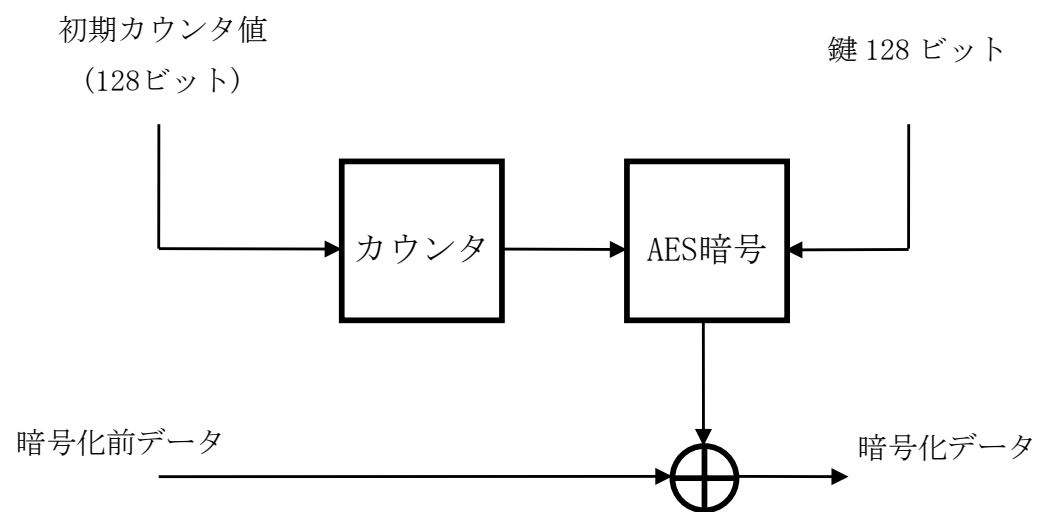 初期カウンタ値
(128ビット)
鍵 128 ビット
カウンタ
AES暗号
暗号化前データ
暗号化データ